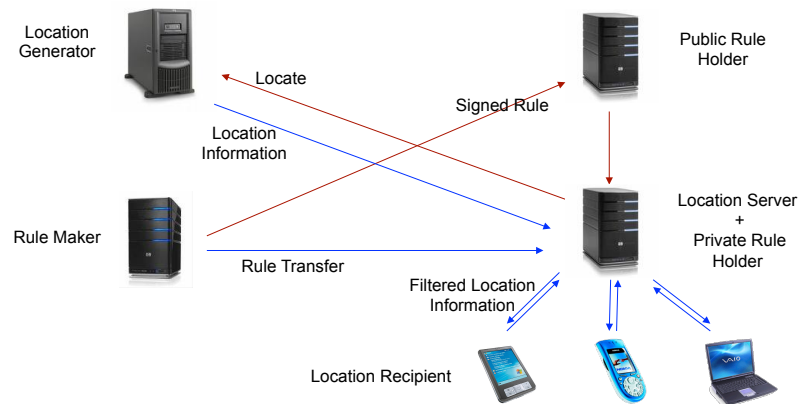 Location
Generator
Public Rule
Holder
Locate
Signed Rule
Location
Information
Location Server
+
Private Rule
Holder
Rule Maker
Rule Transfer
Filtered Location
Information
Location Recipient
VAIO